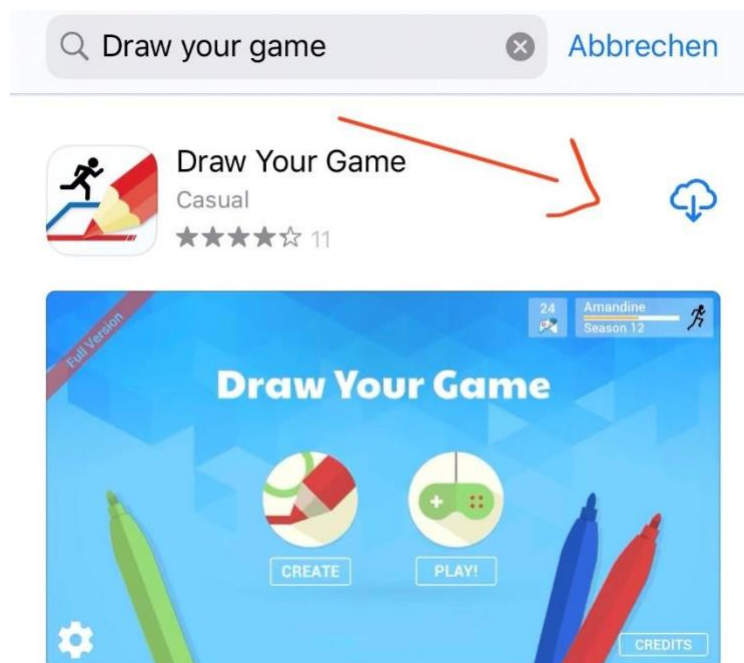 Draw your game
Abbrechen
Draw Your Game
Casual
11
Full Version
24
Amandine
Season 12
Draw Your Game
CREATE
PLAY!
CREDITS